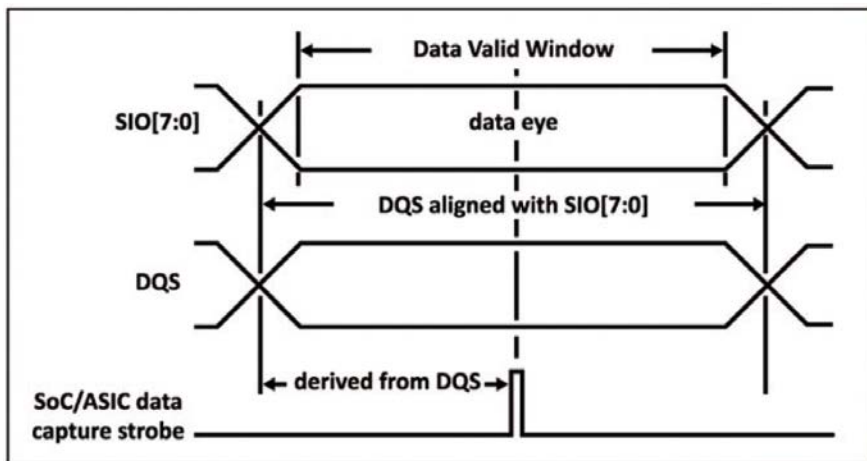 Data Valid Window
SIO[7:0]
data eye
DQS aligned with SIO[7:0]
DQS
derived from DQS
SoC/ASIC data
capture strobe